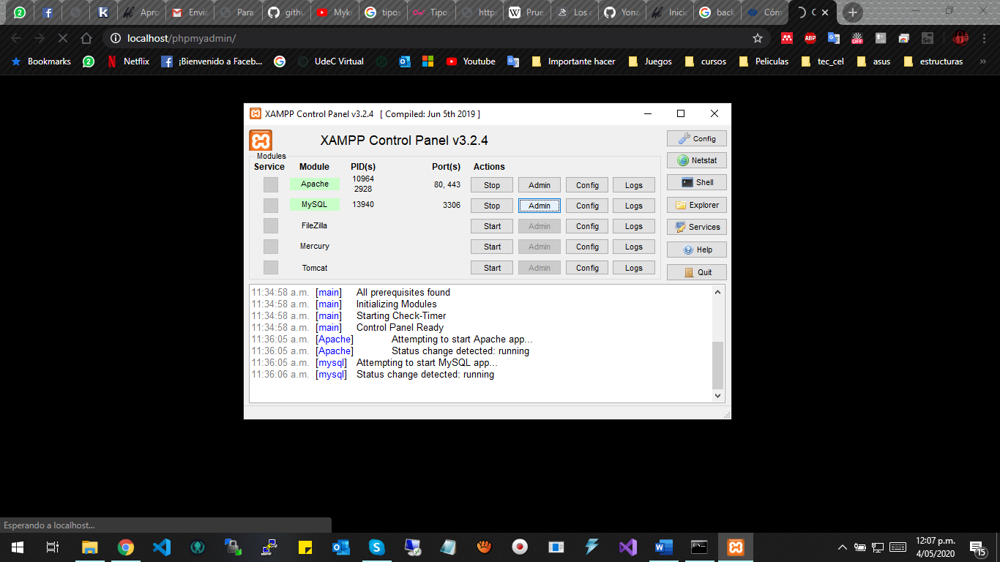 2
Apro
Envia
Para
githu
Myke
tipos
Tipos
https
W Prue
Los c
Yona
Inicio
back
Cóm
C
localhost/phpmyadmin/
ABP
OFF
Se
Bookmarks
2
Netflix
¡Bienvenido a Faceb...
UdeC Virtual
Youtube
Importante hacer
Juegos
cursos
Peliculas
tec_cel
asus
estructuras
»
XAMPP Control Panel v3.2.4 [ Compiled: Jun 5th 2019 ]
XAMPP Control Panel v3.2.4
Config
Modules
Service Module PID(s) Port(s) Actions
Netstat
Apache 10964 2928 80, 443 Stop Admin Config Logs
Shell
MySQL 13940 3306 Stop Admin Config Logs
Explorer
FileZilla Start Admin Config Logs
Services
Mercury Start Admin Config Logs
Help
Tomcat Start Admin Config Logs
Quit
11:34:58 a.m. [main] All prerequisites found
11:34:58 a.m. [main] Initializing Modules
11:34:58 a.m. [main] Starting Check-Timer
11:34:58 a.m. [main] Control Panel Ready
11:36:05 a.m. [Apache] Attempting to start Apache app...
11:36:05 a.m. [Apache] Status change detected: running
11:36:05 a.m. [mysql] Attempting to start MySQL app...
11:36:06 a.m. [mysql] Status change detected: running
Esperando a localhost...
12:07 p.m.
4/05/2020
15